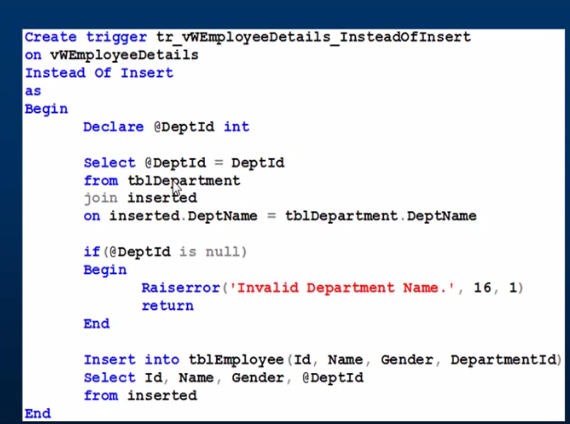 Create trigger tr_vWEmployeeDetails_InsteadOfInsert
on vWEmployeeDetails
Instead Of Insert
as
Begin
Declare @DeptId int
Select @DeptId = DeptId
from tblDepartment
join inserted
on inserted.DeptName = tblDepartment.DeptName
if(@DeptId is null)
Begin
Raiserror('Invalid Department Name.', 16, 1)
return
End
Insert into tblEmployee(Id, Name, Gender, DepartmentId)
Select Id, Name, Gender, @DeptId
from inserted
End